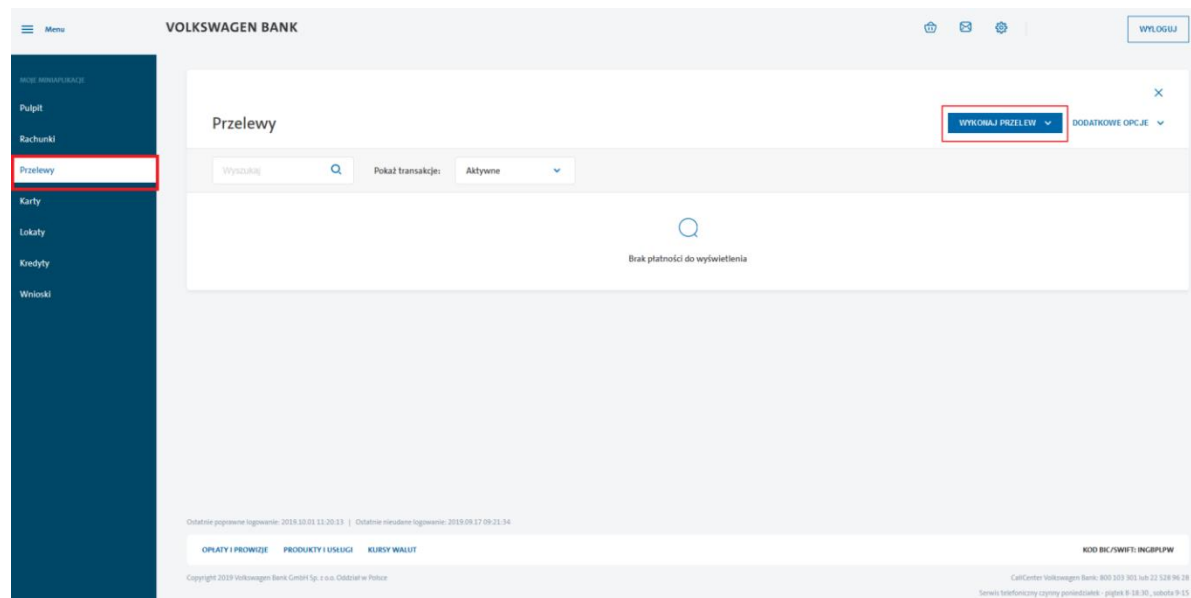 Menu
VOLKSWAGEN BANK
WYLOGUJ
MOJE MINIAPLIKACJE
Pulpit
Rachunki
Przelewy
Karty
Lokaty
Kredyty
Wnioski
Przelewy
WYKONAJ PRZELEW
DODATKOWE OPCJE
Wyszukaj
Pokaż transakcje:
Aktywne
Brak płatności do wyświetlenia
Ostatnie poprawne logowanie: 2019.10.01 11:20:13 | Ostatnie nieudane logowanie: 2019.09.17 09:21:34
OPŁATY I PROWIZJE PRODUKTY I USŁUGI KURSY WALUT
KOD BIC/SWIFT: INGBPLPW
Copyright 2019 Volkswagen Bank GmbH Sp. z o.o. Oddział w Polsce
CallCenter Volkswagen Bank: 800 103 301 lub 22 528 96 28
Serwis telefoniczny czynny poniedziałek - piątek 8-18:30, sobota 9-15